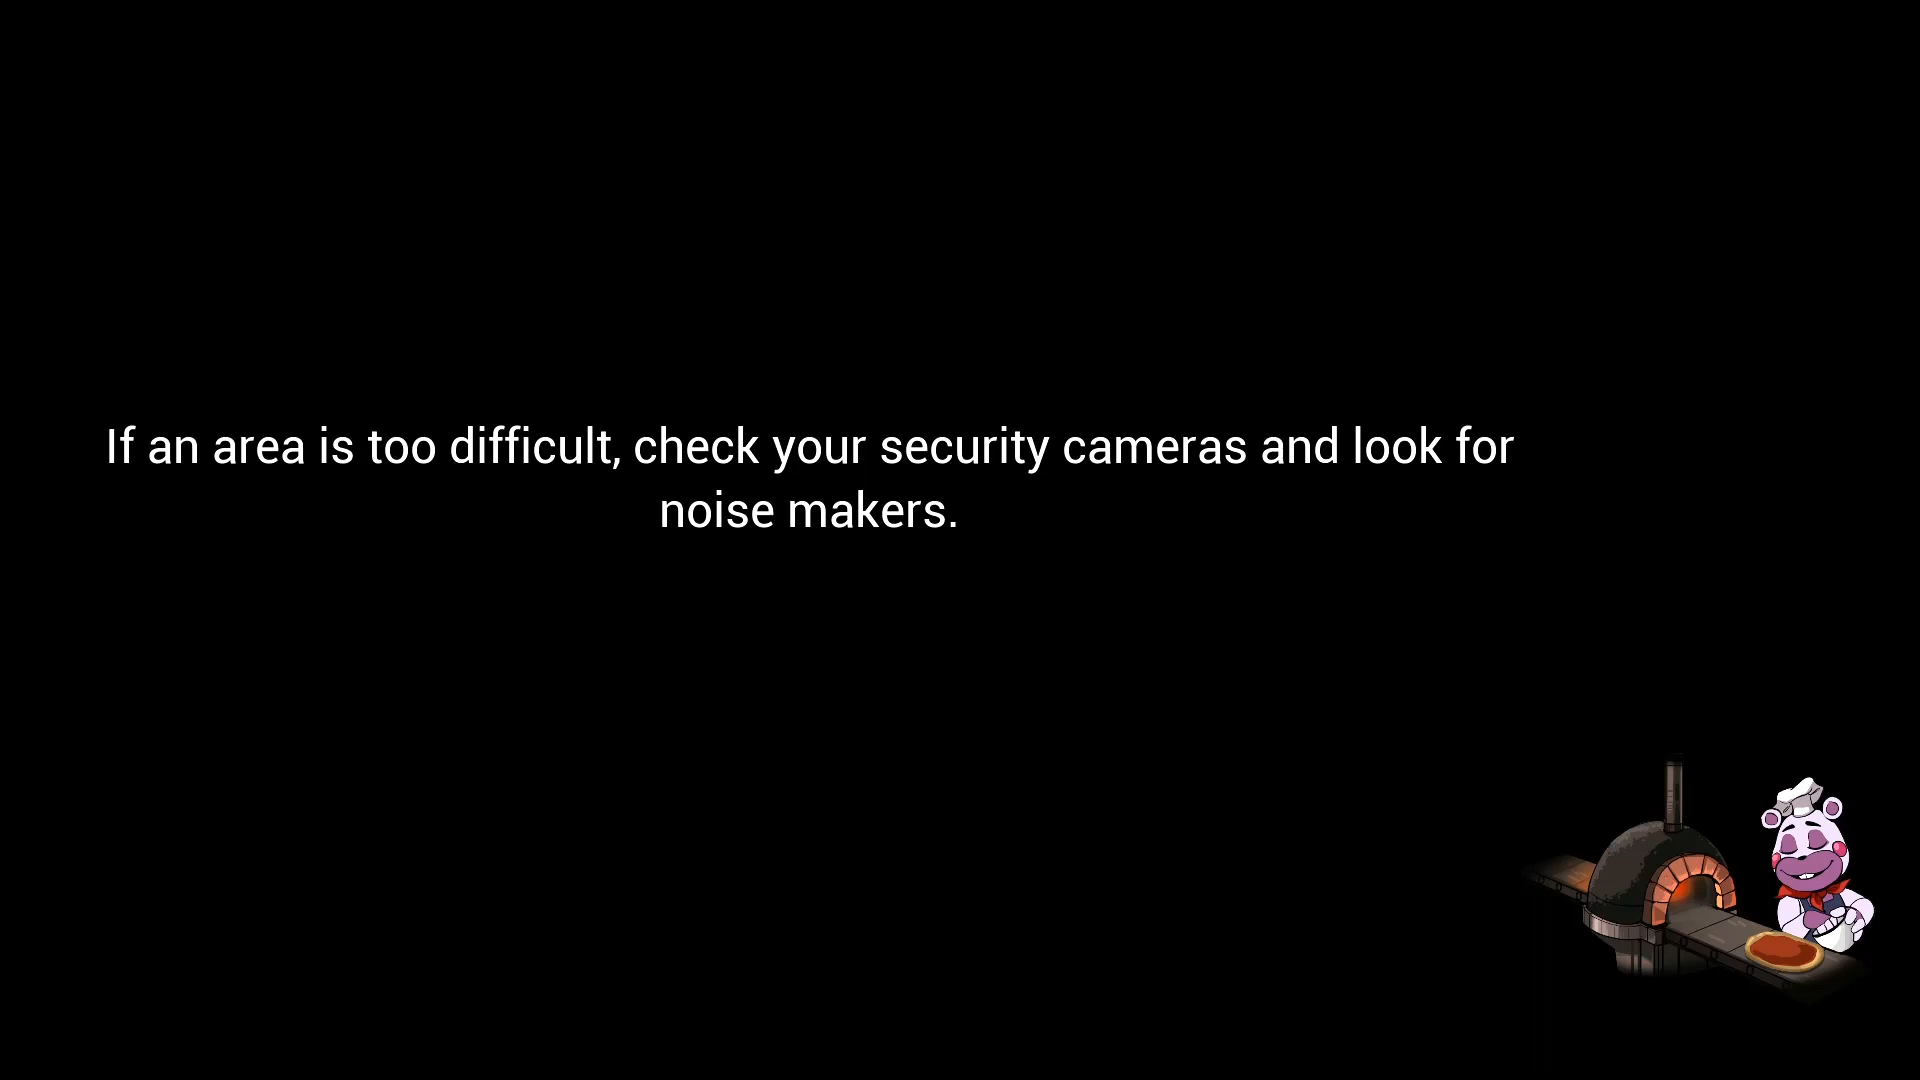 If an area is too difficult, check your security cameras and look for
noise makers.